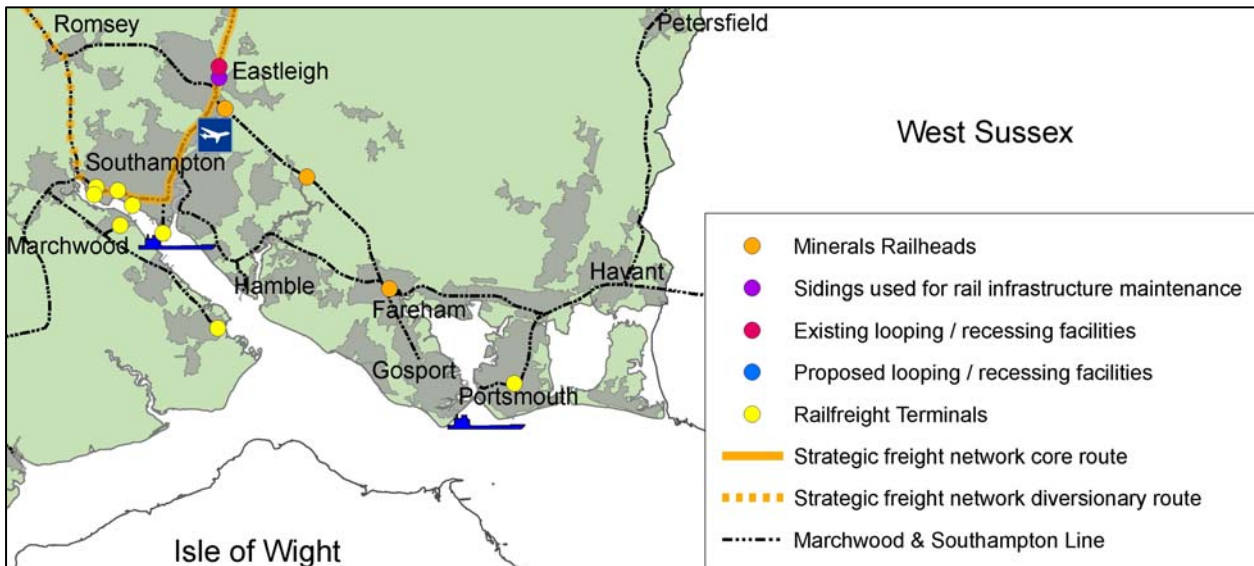 Romsey
Petersfield
Eastleigh
West Sussex
Southampton
Marchwood
Hamble
Havant
Fareham
Gosport
Portsmouth
Isle of Wight
Minerals Railheads
Sidings used for rail infrastructure maintenance
Existing looping / recessing facilities
Proposed looping / recessing facilities
Railfreight Terminals
Strategic freight network core route
Strategic freight network diversionary route
Marchwood & Southampton Line